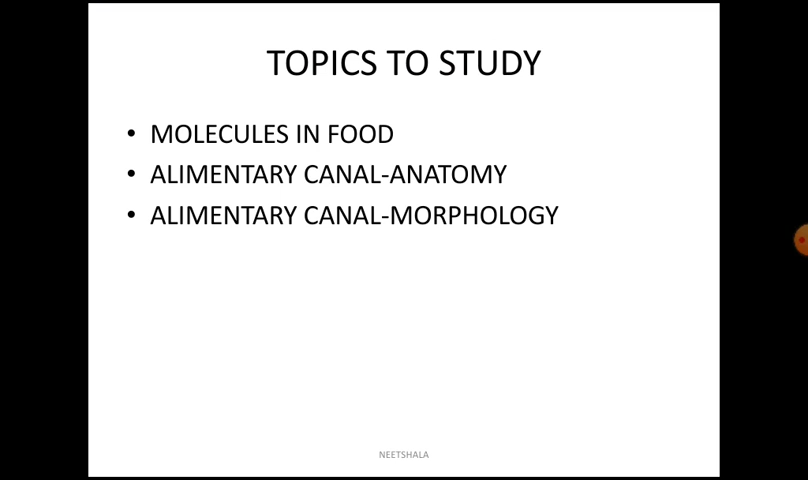 TOPICS TO STUDY
• MOLECULES IN FOOD
• ALIMENTARY CANAL-ANATOMY
• ALIMENTARY CANAL-MORPHOLOGY
NEETSHALA